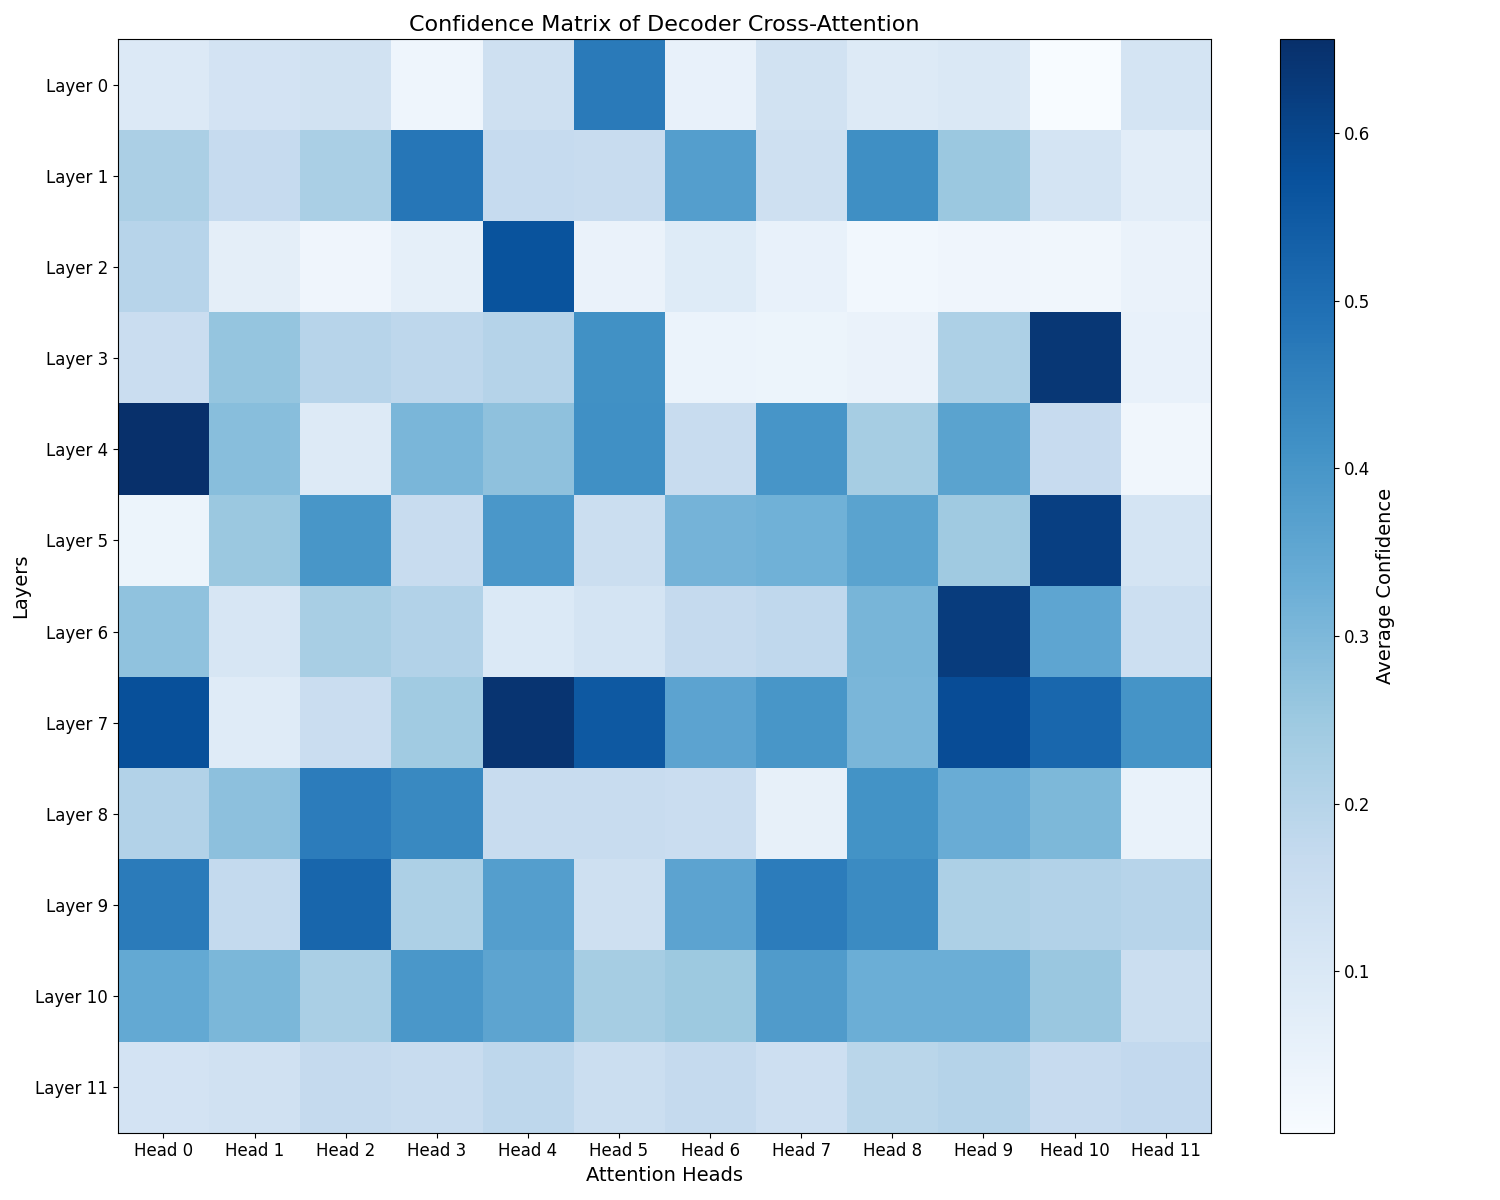 Confidence Matrix of Decoder Cross-Attention
Layer 0
Layer 1
Layer 2
Layer 3
Layer 4
Layer 5
Layer 6
Layer 7
Layer 8
Layer 9
Layer 10
Layer 11
Layers
Head 0 Head 1 Head 2 Head 3 Head 4 Head 5 Head 6 Head 7 Head 8 Head 9 Head 10 Head 11
Attention Heads
0.6
0.5
0.4
0.3
0.2
0.1
Average Confidence